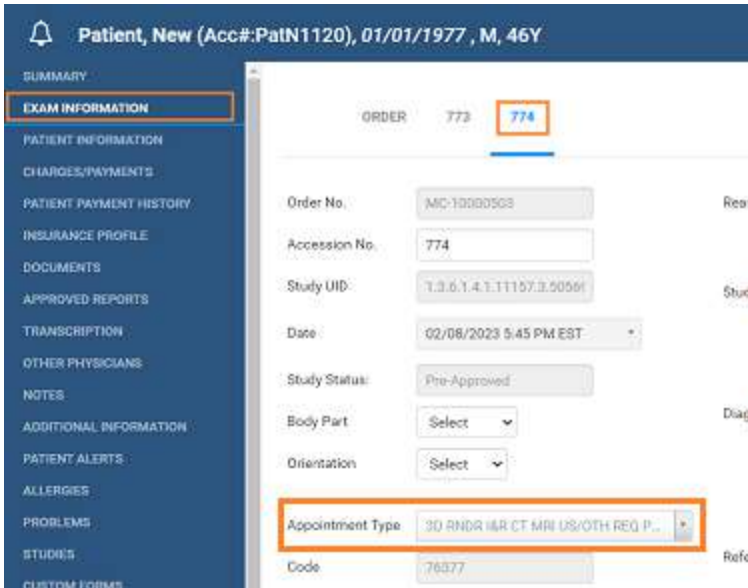 Patient, New (Acc#:PatN1120), 01/01/1977 , M, 46Y
SUMMARY
EXAM INFORMATION
PATIENT INFORMATION
CHARGES/PAYMENTS
PATIENT PAYMENT HISTORY
INSURANCE PROFILE
DOCUMENTS
APPROVED REPORTS
TRANSCRIPTION
OTHER PHYSICIANS
NOTES
ADDITIONAL INFORMATION
PATIENT ALERTS
ALLERGIES
PROBLEMS
STUDIES
CUSTOM FORMS
ORDER 773 774
Order No. MC-10000503 Rea
Accession No. 774
Study UID 1.3.6.1.4.1.11157.3.5056 Stud
Date 02/08/2023 5:45 PM EST
Study Status: Pre-Approved
Body Part Select Diag
Orientation Select
Appointment Type 3D RNDR I&R CT MRI US/OTH REQ P...
Code 76377 Refe